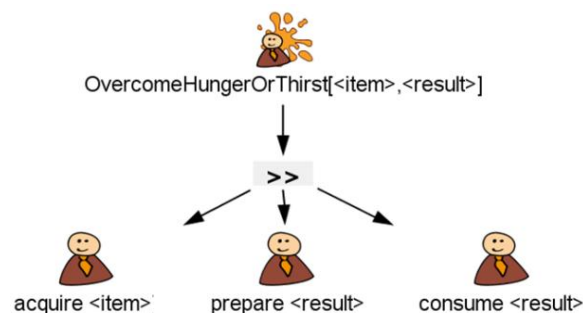 OvercomeHungerOrThirst[<item>,<result>]
>>
acquire <item> prepare <result> consume <result>